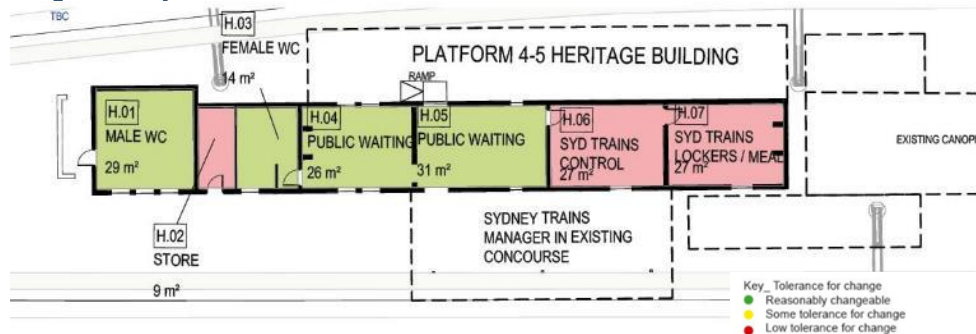 TBC
H.03
FEMALE WC
14 m²
PLATFORM 4-5 HERITAGE BUILDING
RAMP
H.01
MALE WC
29 m²
H.04
PUBLIC WAITING
26 m²
H.05
PUBLIC WAITING
31 m²
H.06
SYD TRAINS
CONTROL
27 m²
H.07
SYD TRAINS
LOCKERS / MEAL
27 m²
EXISTING CANOP
H.02
STORE
9 m²
SYDNEY TRAINS
MANAGER IN EXISTING
CONCOURSE
Key_ Tolerance for change
Reasonably changeable
Some tolerance for change
Low tolerance for change